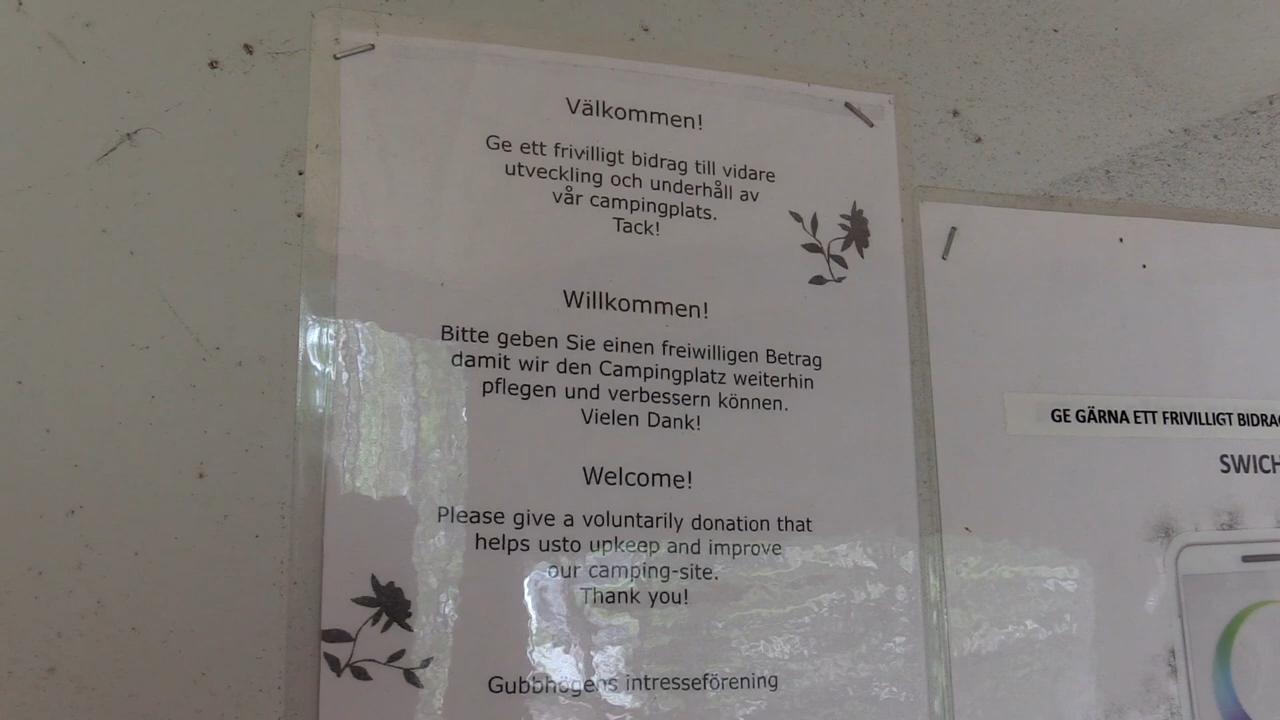 Välkommen!
Ge ett frivilligt bidrag till vidare
utveckling och underhåll av
vår campingplats.
Tack!
Willkommen!
Bitte geben Sie einen freiwilligen Betrag
damit wir den Campingplatz weiterhin
pflegen und verbessern können.
Vielen Dank!
Welcome!
Please give a voluntarily donation that
helps usto upkeep and improve
our camping-site.
Thank you!
Gubbhögens intresseförening
GE GÄRNA ETT FRIVILLIGT